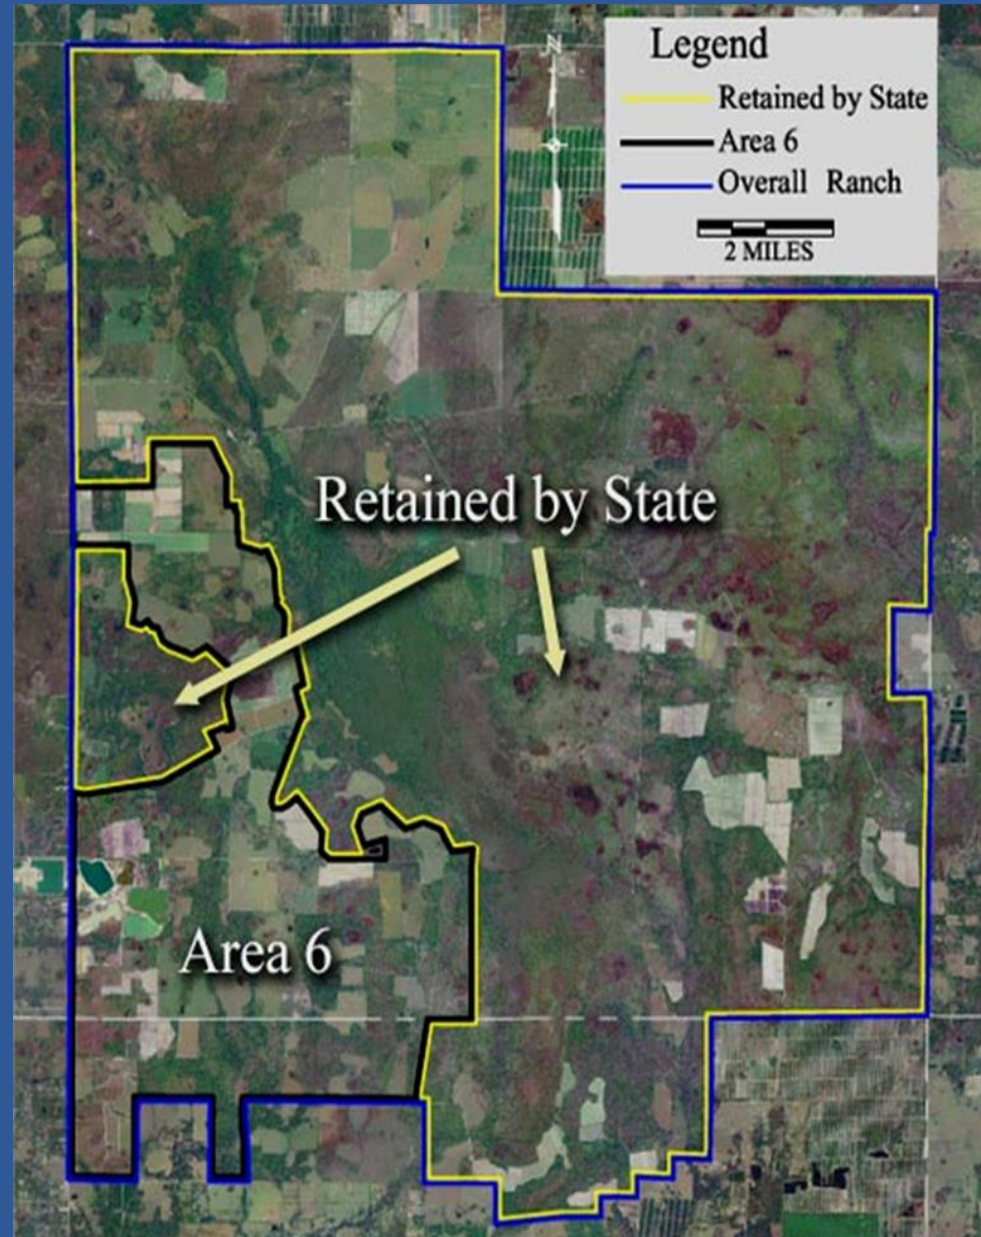 Legend
Retained by State
Area 6
Overall Ranch
2 MILES
N
Retained by State
Area 6